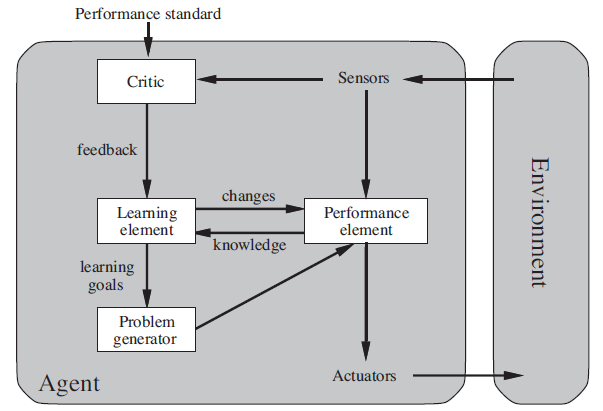 Performance standard
Critic
Sensors
feedback
changes
Learning
element
Performance
element
knowledge
learning
goals
Problem
generator
Agent
Actuators
Environment